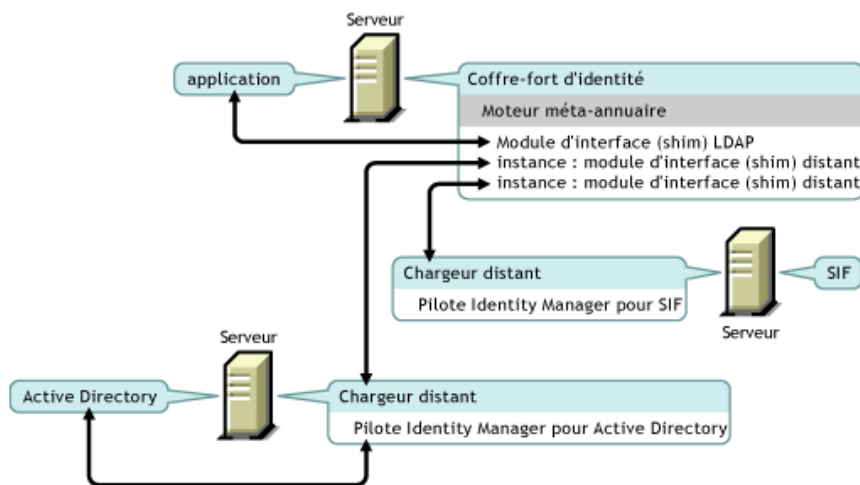 Serveur
application
Coffre-fort d'identité
Moteur méta-annuaire
Module d'interface (shim) LDAP
instance : module d'interface (shim) distant
instance : module d'interface (shim) distant
Chargeur distant
SIF
Pilote Identity Manager pour SIF
Serveur
Serveur
Active Directory
Chargeur distant
Pilote Identity Manager pour Active Directory